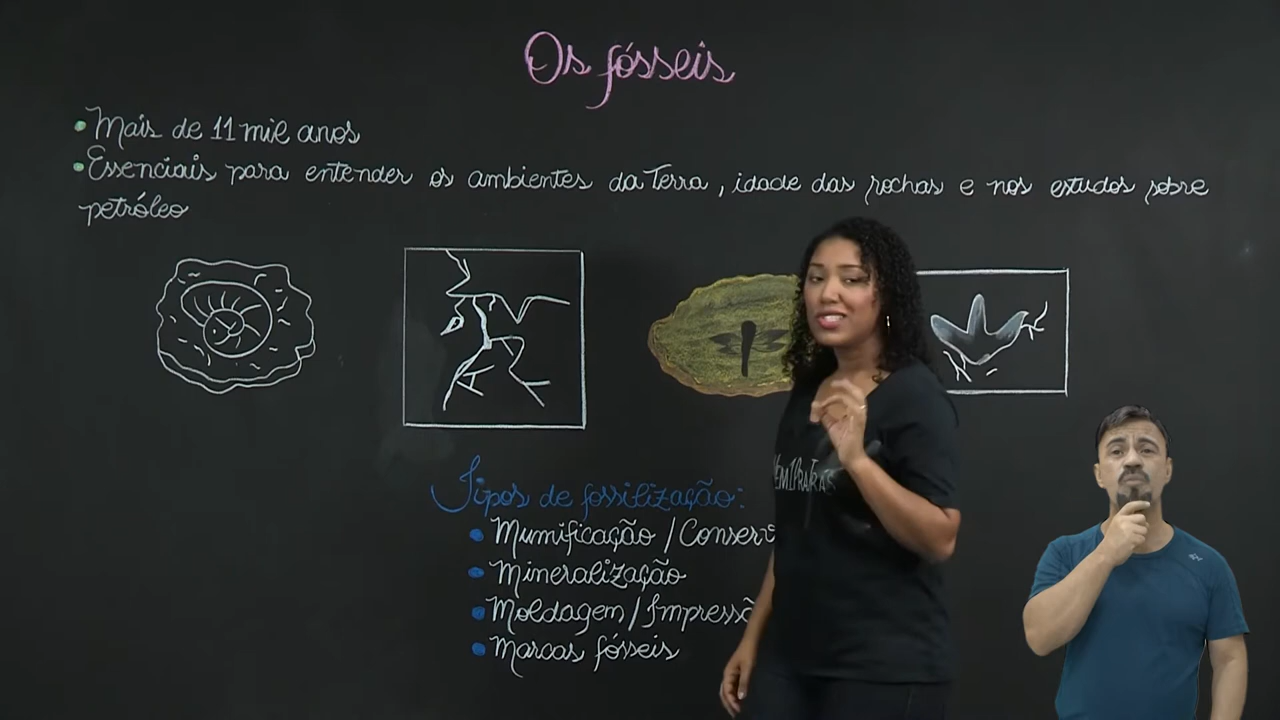 Os fósseis
• Mais de 11 mil anos
• Essenciais para entender os ambientes da Terra, idade das rochas e nos estudos sobre
petróleo
Tipos de fossilização:
• Mumificação / Conserv
• Mineralização
• Moldagem / Impressã
• Marcas fósseis